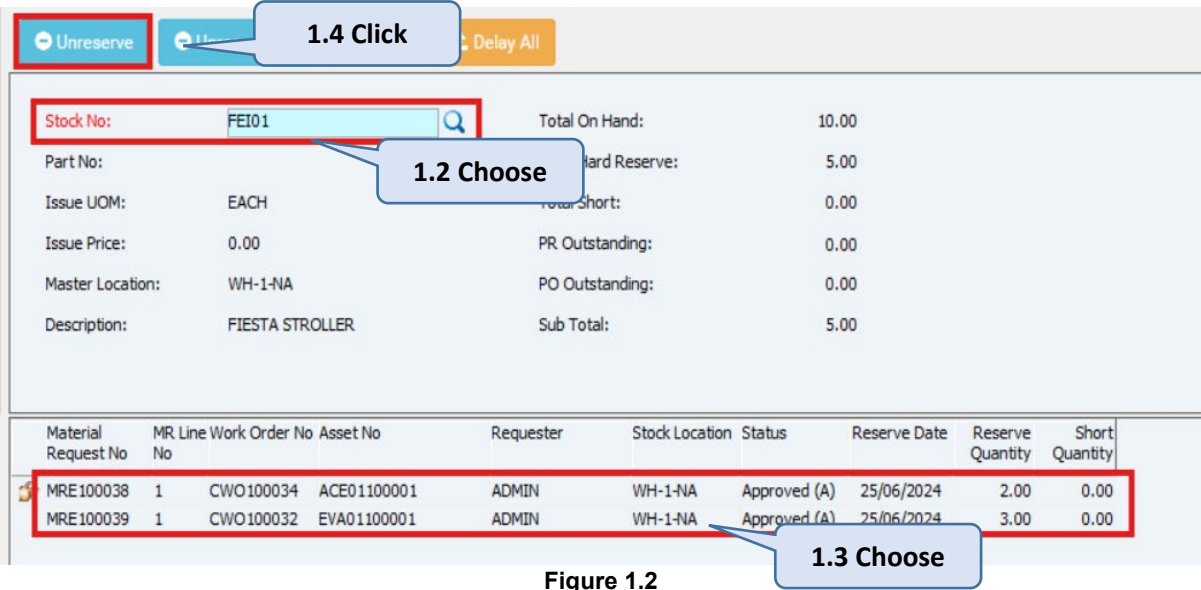 Unreserve
1.4 Click
Delay All
Stock No: FEI01 Total On Hand: 10.00
1.2 Choose
Part No: Hard Reserve: 5.00
Issue UOM: EACH Total Short: 0.00
Issue Price: 0.00 PR Outstanding: 0.00
Master Location: WH-1-NA PO Outstanding: 0.00
Description: FIESTA STROLLER Sub Total: 5.00
Material Request No MR Line No Work Order No Asset No Requester Stock Location Status Reserve Date Reserve Quantity Short Quantity
MRE100038 1 CWO100034 ACE01100001 ADMIN WH-1-NA Approved (A) 25/06/2024 2.00 0.00
MRE100039 1 CWO100032 EVA01100001 ADMIN WH-1-NA Approved (A) 25/06/2024 3.00 0.00
1.3 Choose
Figure 1.2